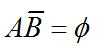 AB̅ = ϕ